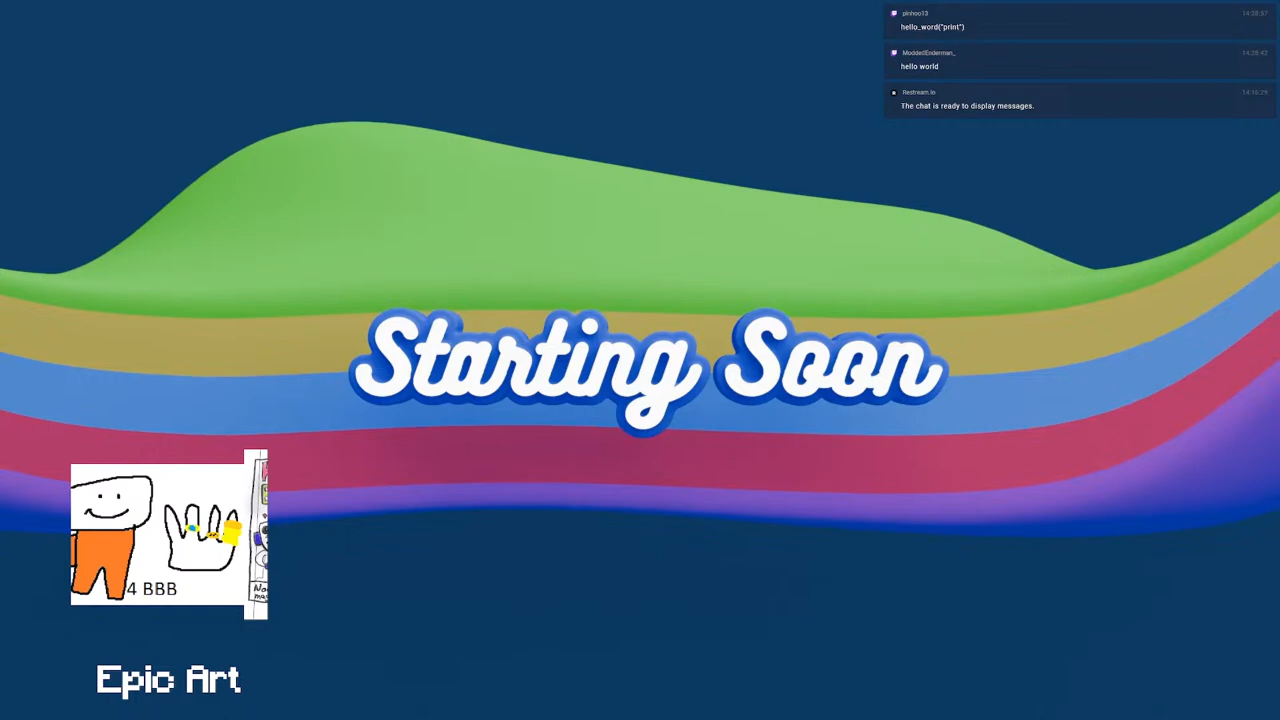 pinhoo13 14:28:57
hello_word("print")
ModdedEnderman_ 14:28:42
hello world
Restream.io 14:16:29
The chat is ready to display messages.
Starting Soon
4 BBB
Epic Art